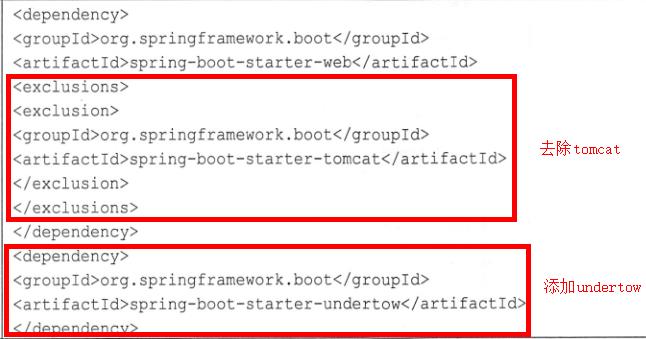 <dependency>
<groupId>org.springframework.boot</groupId>
<artifactId>spring-boot-starter-web</artifactId>
<exclusions>
<exclusion>
<groupId>org.springframework.boot</groupId>
<artifactId>spring-boot-starter-tomcat</artifactId>
</exclusion>
</exclusions>
</dependency>
<dependency>
<groupId>org.springframework.boot</groupId>
<artifactId>spring-boot-starter-undertow</artifactId>
</dependency>
去除tomcat
添加undertow